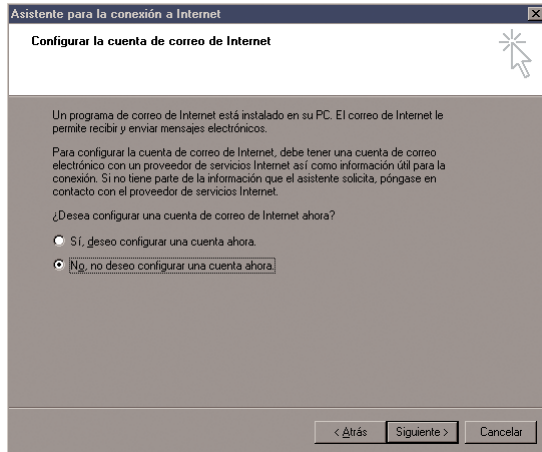 Asistente para la conexión a Internet
Configurar la cuenta de correo de Internet
Un programa de correo de Internet está instalado en su PC. El correo de Internet le
permite recibir y enviar mensajes electrónicos.
Para configurar la cuenta de correo de Internet, debe tener una cuenta de correo
electrónico con un proveedor de servicios Internet así como información útil para la
conexión. Si no tiene parte de la información que el asistente solicita, póngase en
contacto con el proveedor de servicios Internet.
¿Desea configurar una cuenta de correo de Internet ahora?
Sí, deseo configurar una cuenta ahora.
No, no deseo configurar una cuenta ahora.
< Atrás Siguiente > Cancelar